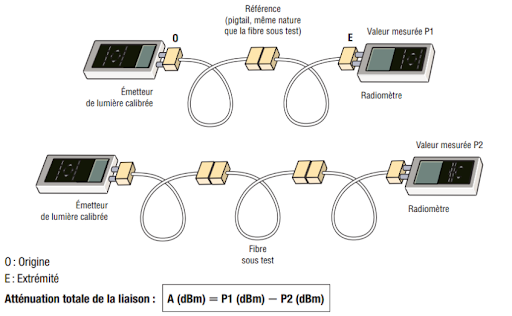 Référence
(pigtail, même nature
que la fibre sous test)
O
E
Valeur mesurée P1
Émetteur
de lumière calibrée
Radiomètre
Valeur mesurée P2
Émetteur
de lumière calibrée
Radiomètre
Fibre
sous test
O : Origine
E : Extrémité
Atténuation totale de la liaison : A (dBm) = P1 (dBm) − P2 (dBm)